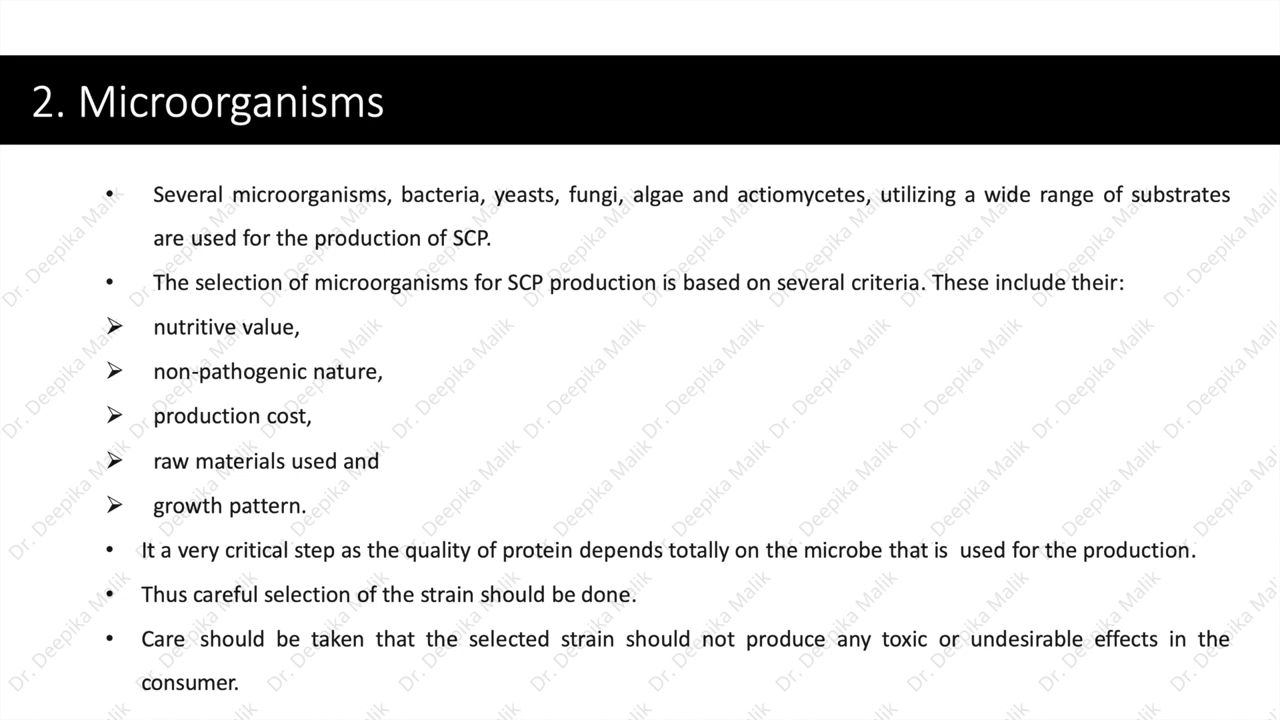 2. Microorganisms
• Several microorganisms, bacteria, yeasts, fungi, algae and actiomycetes, utilizing a wide range of substrates
are used for the production of SCP.
• The selection of microorganisms for SCP production is based on several criteria. These include their:
➢ nutritive value,
➢ non-pathogenic nature,
➢ production cost,
➢ raw materials used and
➢ growth pattern.
• It a very critical step as the quality of protein depends totally on the microbe that is used for the production.
• Thus careful selection of the strain should be done.
• Care should be taken that the selected strain should not produce any toxic or undesirable effects in the
consumer.
Dr. Deepika Malik